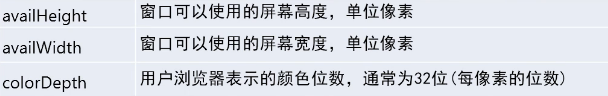 availHeight 窗口可以使用的屏幕高度，单位像素
availWidth 窗口可以使用的屏幕宽度，单位像素
colorDepth 用户浏览器表示的颜色位数，通常为32位(每像素的位数)